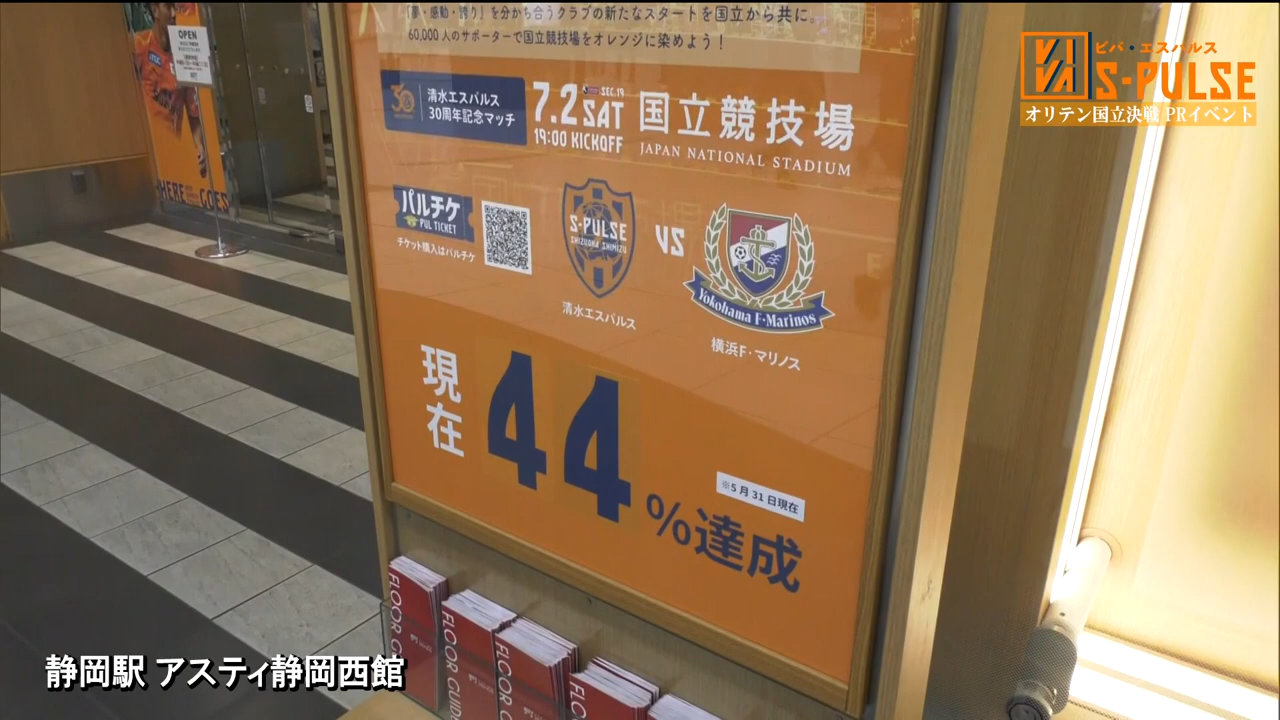 『夢・感動・誇り』を分かち合うクラブの新たなスタートを国立から共に。
60,000人のサポーターで国立競技場をオレンジに染めよう！
OPEN
清水エスパルス
30周年記念マッチ
7.2 SAT
SEC.19
19:00 KICKOFF
国立競技場
JAPAN NATIONAL STADIUM
パルチケ
PUL TICKET
チケット購入はパルチケ
S-PULSE
SHIZUOKA SHIMIZU
清水エスパルス
VS
Yokohama F・Marinos
横浜F・マリノス
現在
44
%達成
※5月31日現在
HERE
GOES
FLOOR GUIDE
FLOOR GUIDE
FLOOR G
FLOO
FLO
ビバ・エスパルス
VIVA S-PULSE
オリテン国立決戦 PRイベント
静岡駅 アスティ静岡西館